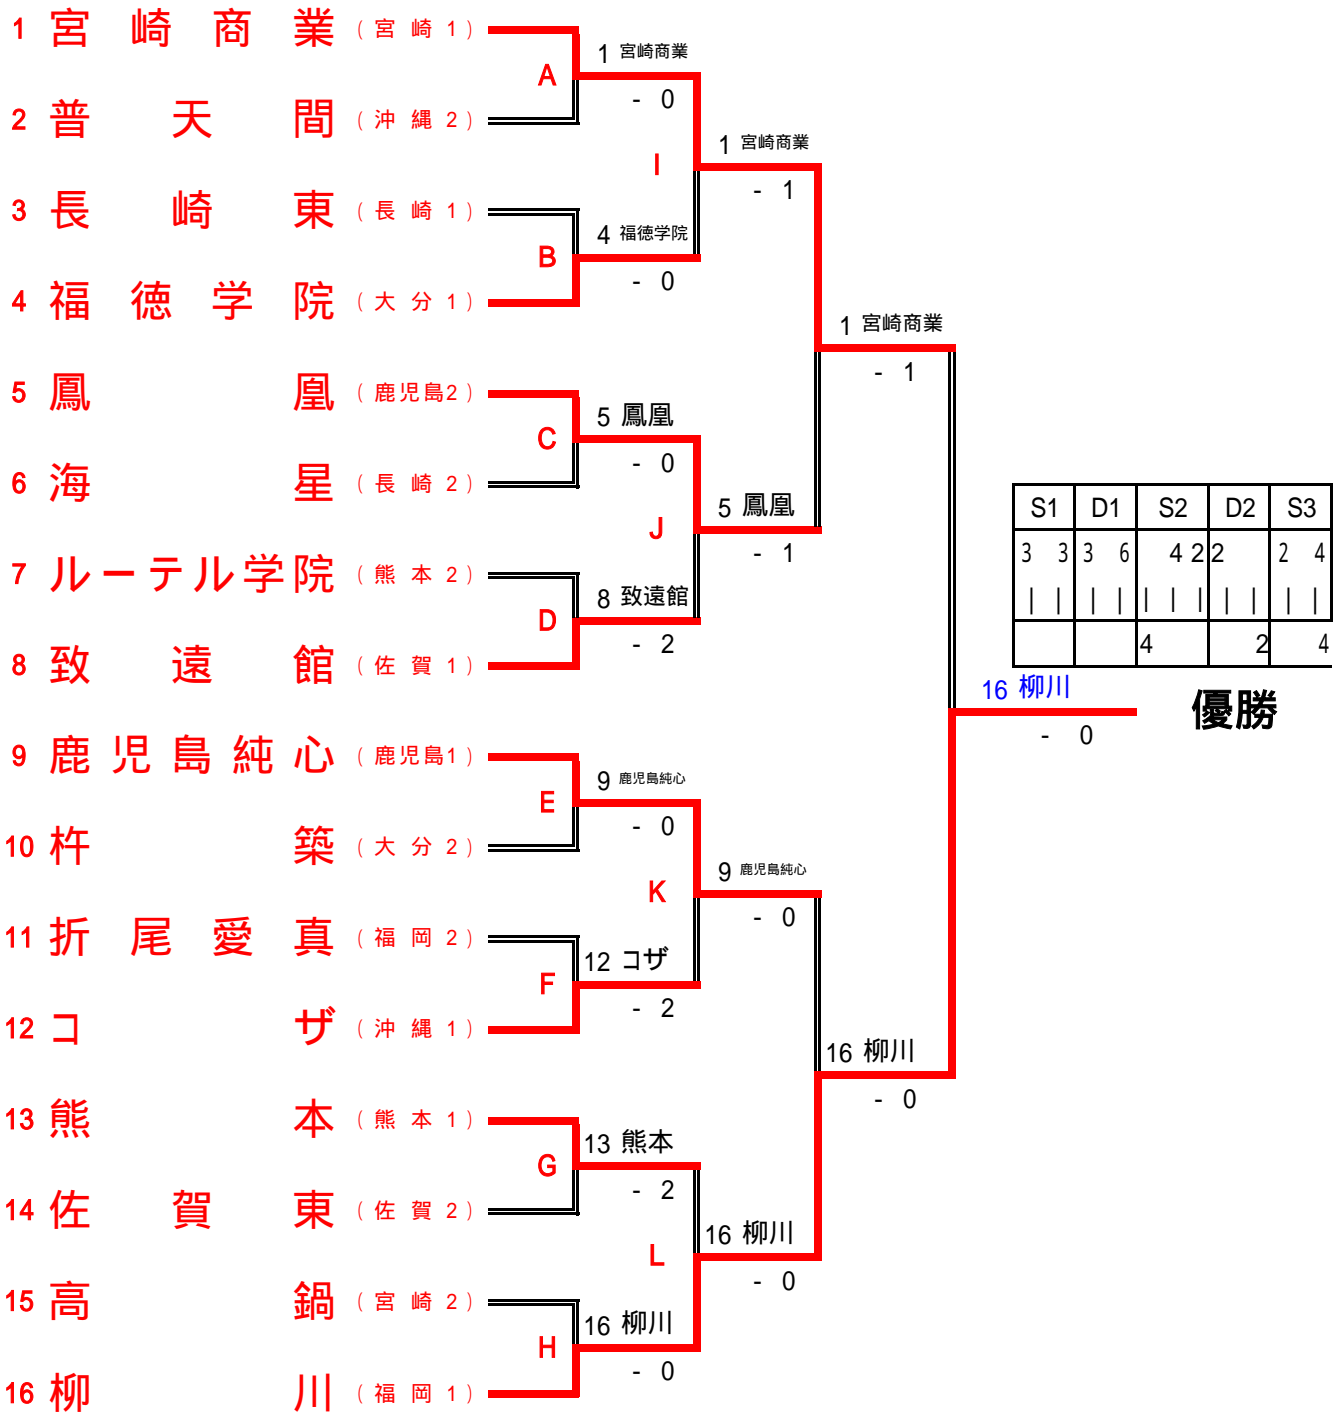 1 宮崎商業 (宮崎1)
A
1 宮崎商業
- 0
2 普天間 (沖縄2)
I
1 宮崎商業
- 1
3 長崎東 (長崎1)
B
4 福徳学院
- 0
4 福徳学院 (大分1)
1 宮崎商業
- 1
5 鳳凰 (鹿児島2)
C
5 鳳凰
- 0
6 海星 (長崎2)
J
5 鳳凰
- 1
7 ルーテル学院 (熊本2)
D
8 致遠館
- 2
8 致遠館 (佐賀1)
S1 D1 S2 D2 S3
3 3 3 6 4 2 2 2 4
| | | | | | | | | | |
4 2 4
16 柳川
- 0
優勝
9 鹿児島純心 (鹿児島1)
E
9 鹿児島純心
- 0
10 杵築 (大分2)
K
9 鹿児島純心
- 0
11 折尾愛真 (福岡2)
F
12 コザ
- 2
12 コザ (沖縄1)
16 柳川
- 0
13 熊本 (熊本1)
G
13 熊本
- 2
14 佐賀東 (佐賀2)
L
16 柳川
- 0
15 高鍋 (宮崎2)
H
16 柳川
- 0
16 柳川 (福岡1)